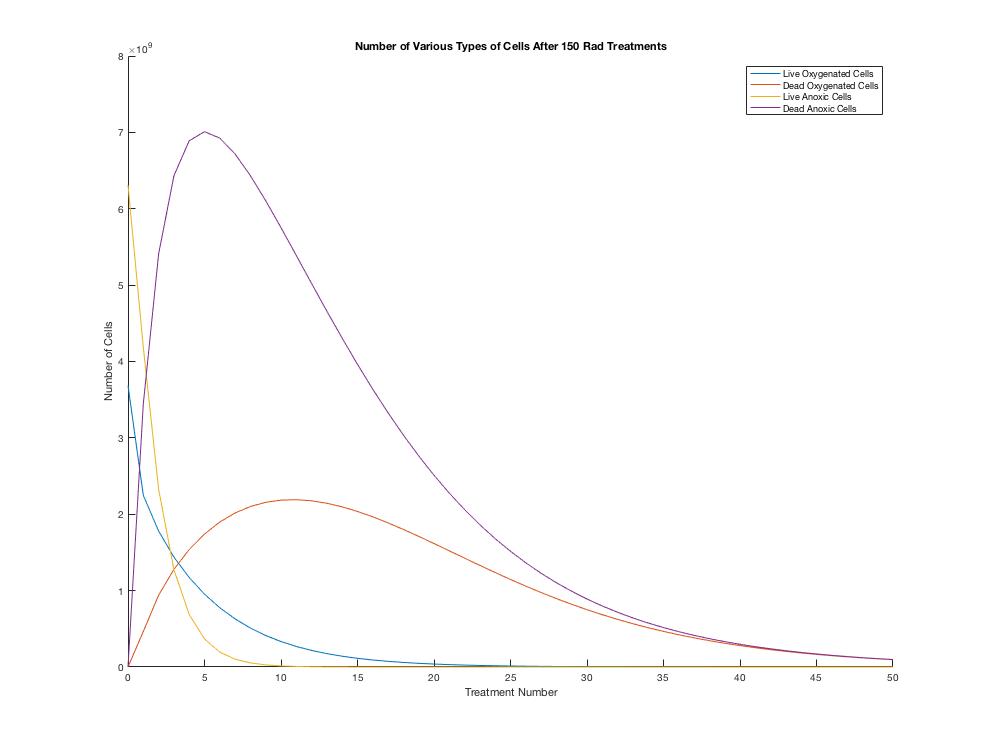 Number of Various Types of Cells After 150 Rad Treatments
×10^9
8
7
6
5
4
3
2
1
0
Number of Cells
Live Oxygenated Cells
Dead Oxygenated Cells
Live Anoxic Cells
Dead Anoxic Cells
0 5 10 15 20 25 30 35 40 45 50
Treatment Number